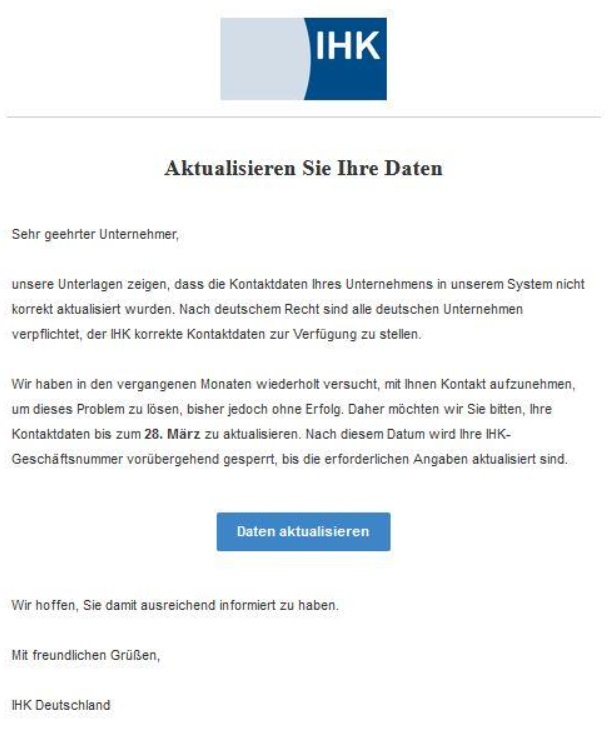 IHK
Aktualisieren Sie Ihre Daten
Sehr geehrter Unternehmer,
unsere Unterlagen zeigen, dass die Kontaktdaten Ihres Unternehmens in unserem System nicht
korrekt aktualisiert wurden. Nach deutschem Recht sind alle deutschen Unternehmen
verpflichtet, der IHK korrekte Kontaktdaten zur Verfügung zu stellen.
Wir haben in den vergangenen Monaten wiederholt versucht, mit Ihnen Kontakt aufzunehmen,
um dieses Problem zu lösen, bisher jedoch ohne Erfolg. Daher möchten wir Sie bitten, Ihre
Kontaktdaten bis zum 28. März zu aktualisieren. Nach diesem Datum wird Ihre IHK-
Geschäftsnummer vorübergehend gesperrt, bis die erforderlichen Angaben aktualisiert sind.
Daten aktualisieren
Wir hoffen, Sie damit ausreichend informiert zu haben.
Mit freundlichen Grüßen,
IHK Deutschland